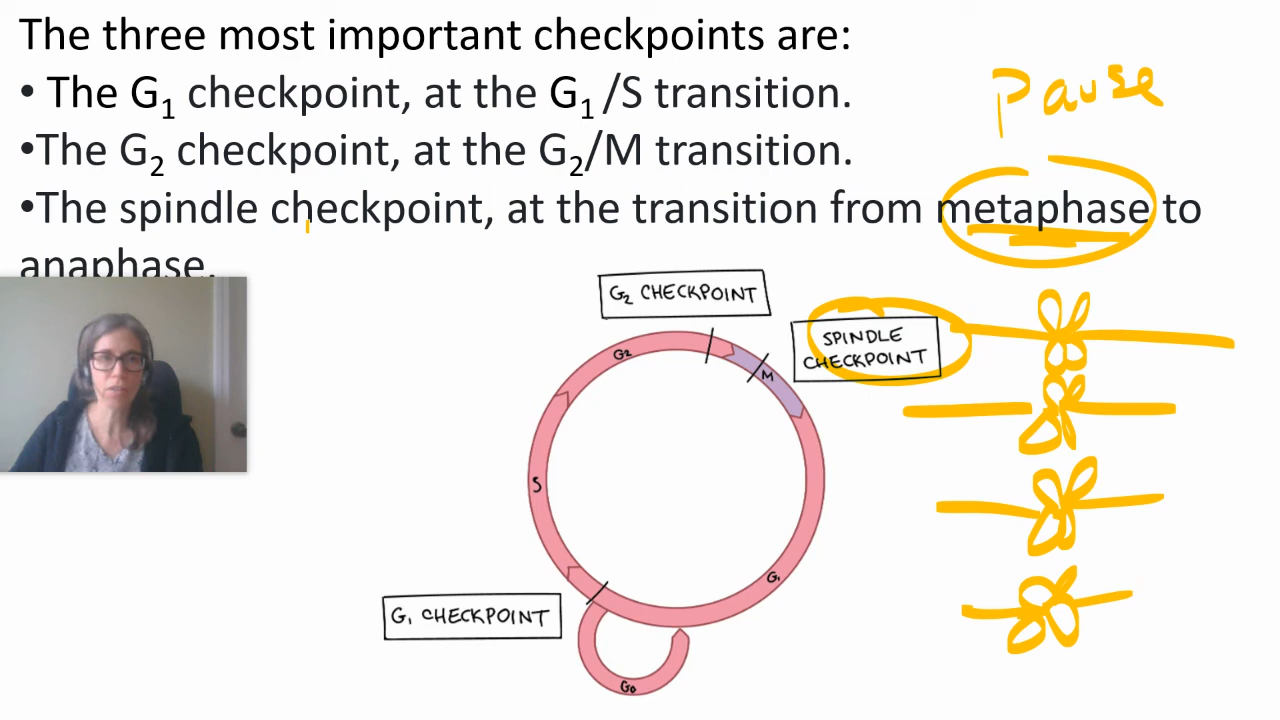 The three most important checkpoints are:
• The G₁ checkpoint, at the G₁ /S transition.
•The G₂ checkpoint, at the G₂/M transition.
•The spindle checkpoint, at the transition from metaphase to
anaphase.
Pause
G₂ CHECKPOINT
SPINDLE
CHECKPOINT
G₂
M
S
G₁
G₁ CHECKPOINT
G₀